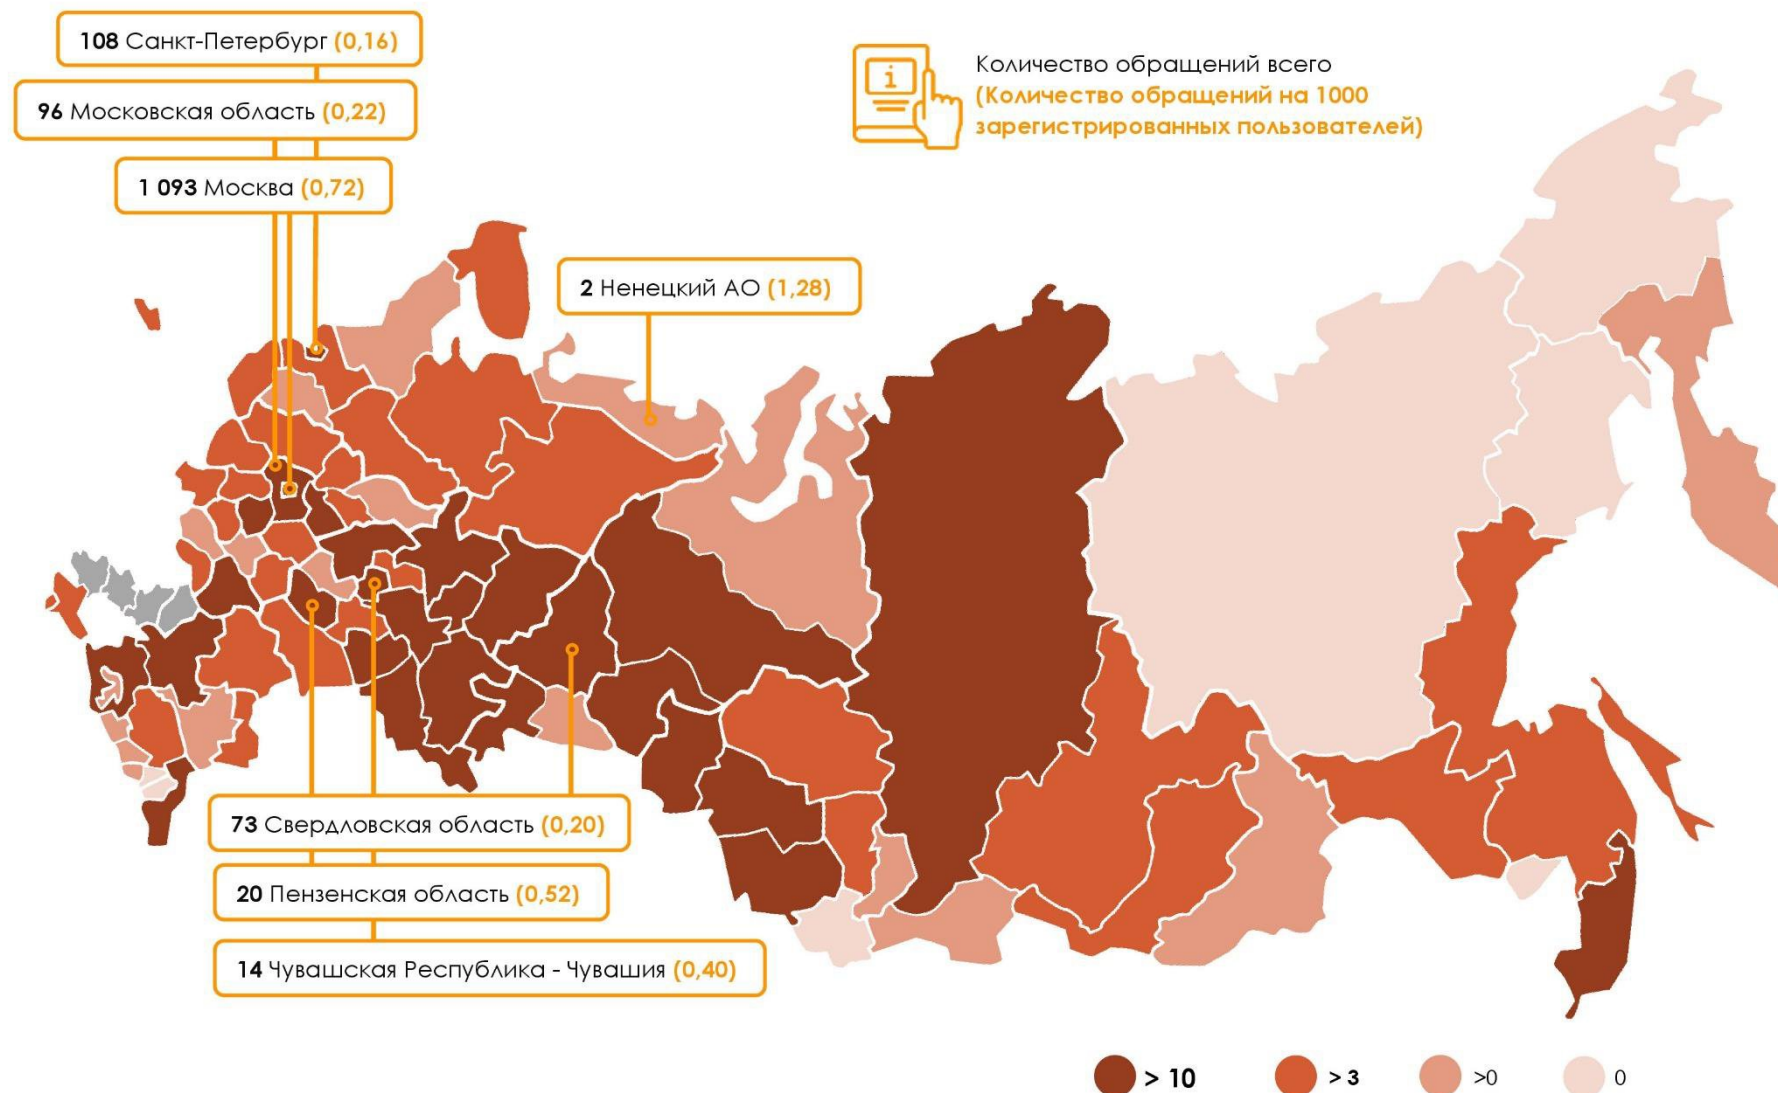 108 Санкт-Петербург (0,16)
96 Московская область (0,22)
1 093 Москва (0,72)
i
Количество обращений всего
(Количество обращений на 1000
зарегистрированных пользователей)
2 Ненецкий АО (1,28)
73 Свердловская область (0,20)
20 Пензенская область (0,52)
14 Чувашская Республика - Чувашия (0,40)
> 10
> 3
>0
0